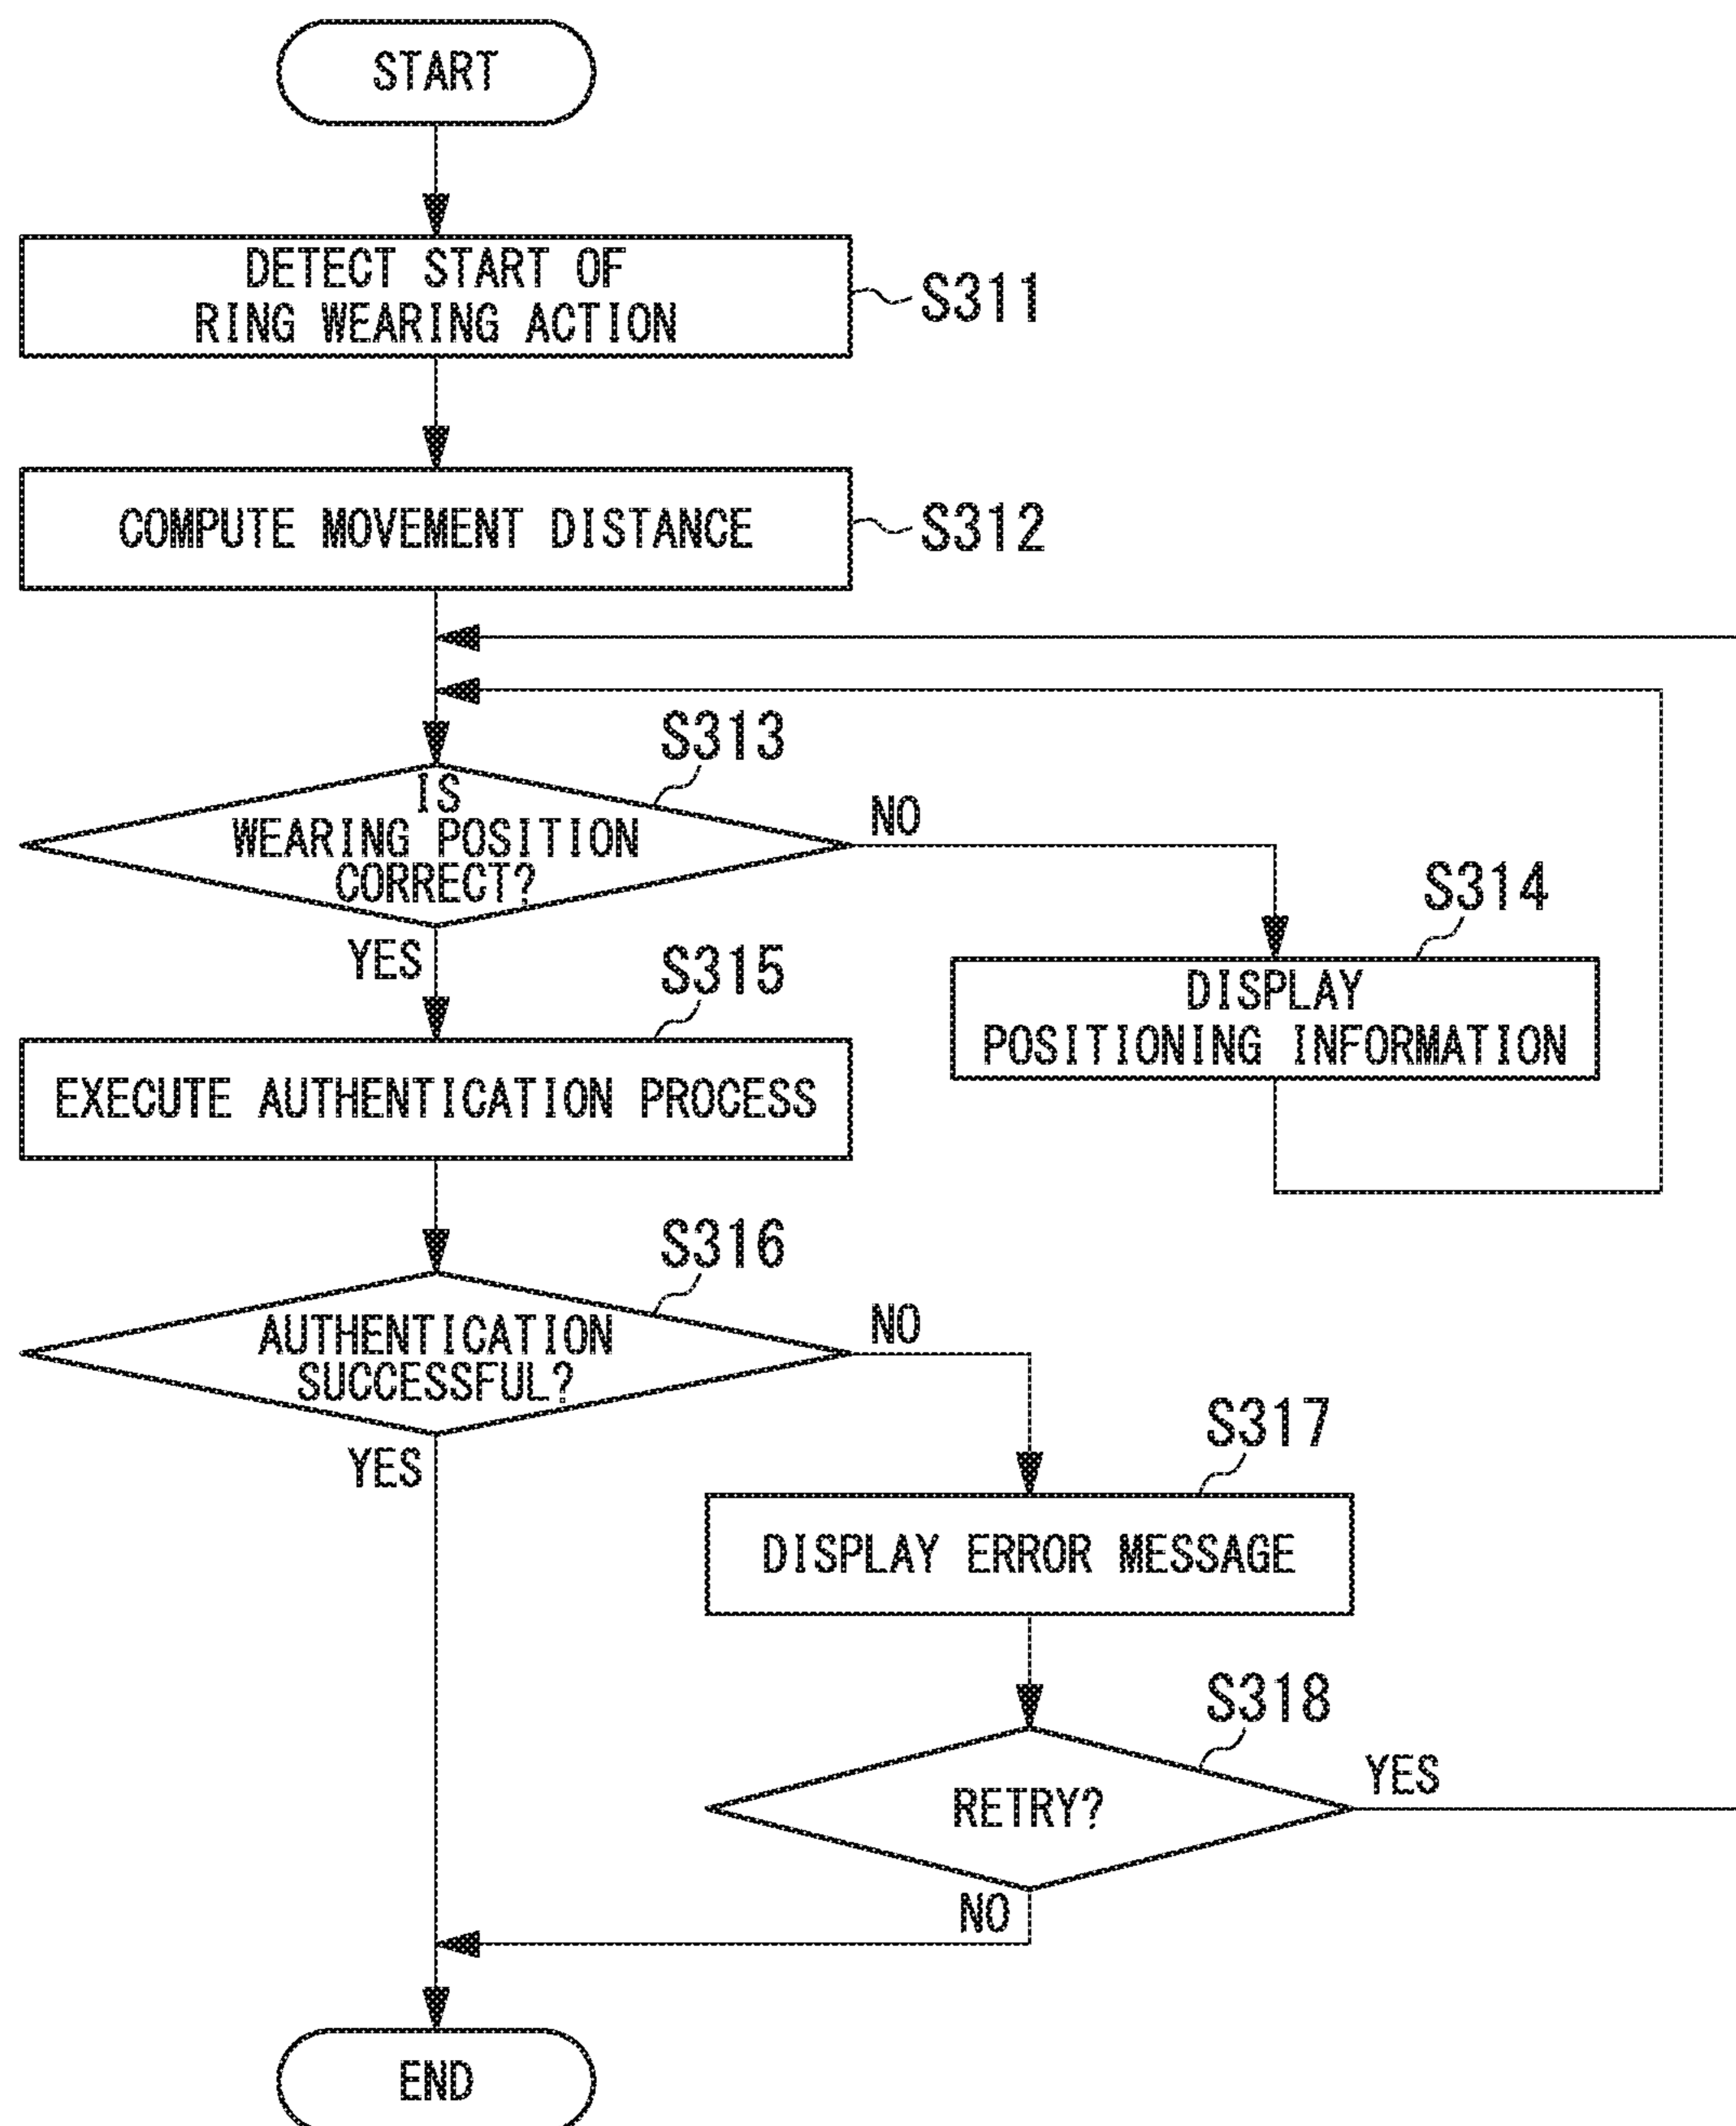 START
DETECT START OF
RING WEARING ACTION
S311
COMPUTE MOVEMENT DISTANCE
S312
S313
IS
WEARING POSITION
CORRECT?
NO
YES
S314
DISPLAY
POSITIONING INFORMATION
S315
EXECUTE AUTHENTICATION PROCESS
S316
AUTHENTICATION
SUCCESSFUL?
NO
YES
S317
DISPLAY ERROR MESSAGE
S318
RETRY?
YES
NO
END